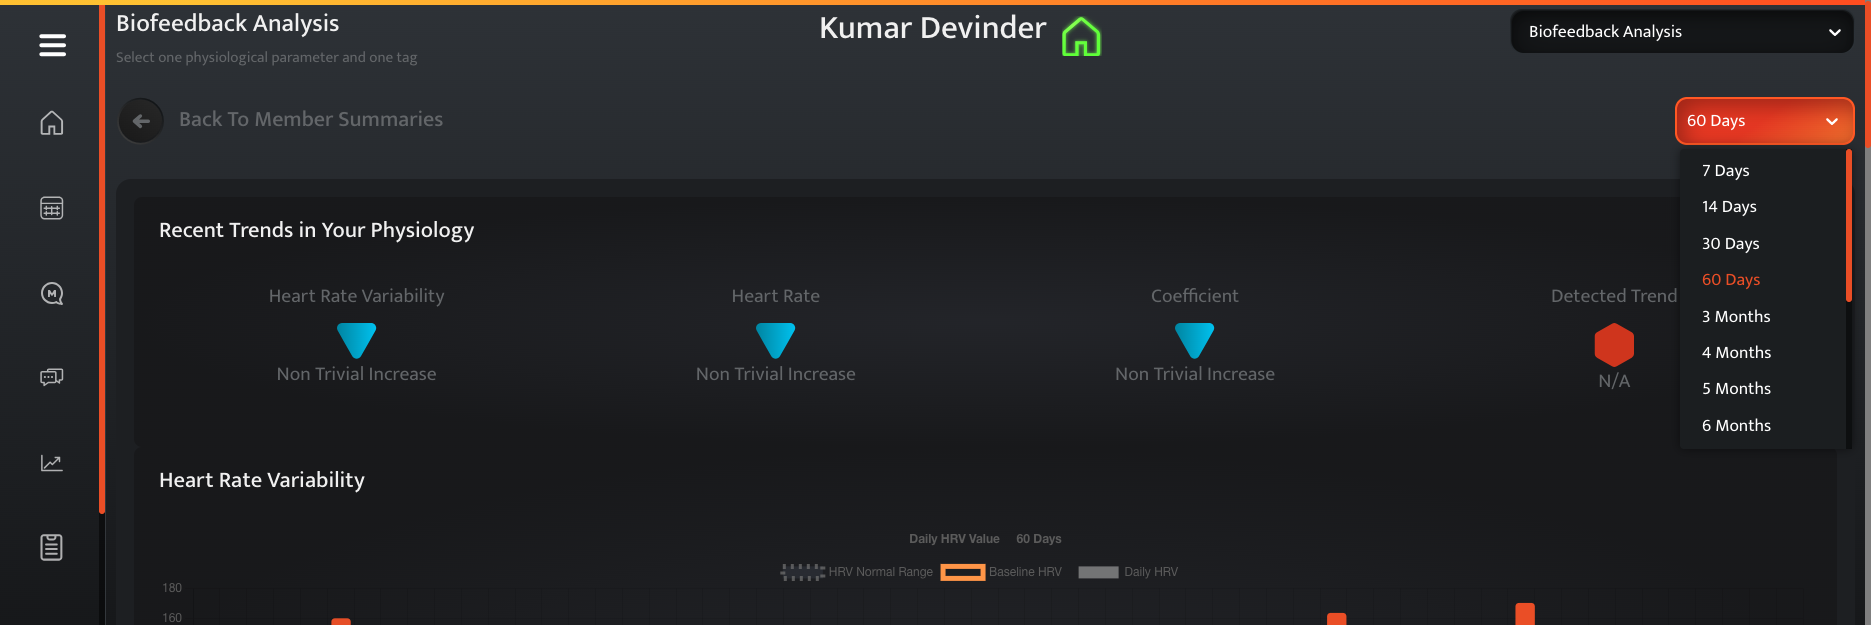 Biofeedback Analysis
Select one physiological parameter and one tag
Kumar Devinder
Biofeedback Analysis
M
Back To Member Summaries
60 Days
7 Days
14 Days
30 Days
60 Days
3 Months
4 Months
5 Months
6 Months
Recent Trends in Your Physiology
Heart Rate Variability
Non Trivial Increase
Heart Rate
Non Trivial Increase
Coefficient
Non Trivial Increase
Detected Trend
N/A
Heart Rate Variability
Daily HRV Value 60 Days
HRV Normal Range Baseline HRV Daily HRV
180
160